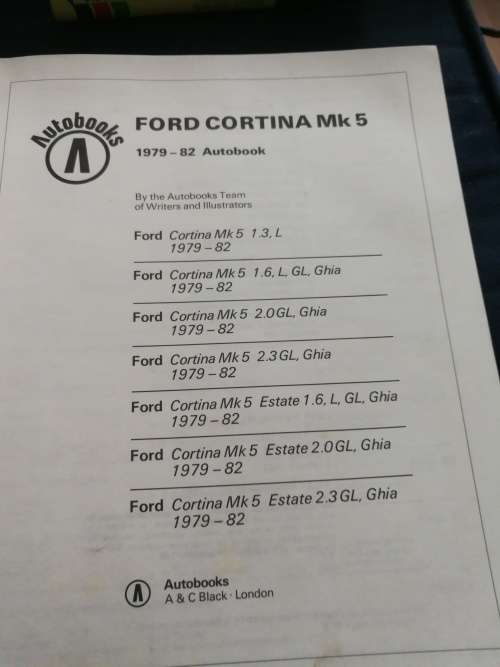 Autobooks
FORD CORTINA Mk 5
1979 – 82 Autobook
By the Autobooks Team
of Writers and Illustrators
Ford Cortina Mk 5 1.3, L
1979 – 82
Ford Cortina Mk 5 1.6, L, GL, Ghia
1979 – 82
Ford Cortina Mk 5 2.0 GL, Ghia
1979 – 82
Ford Cortina Mk 5 2.3 GL, Ghia
1979 – 82
Ford Cortina Mk 5 Estate 1.6, L, GL, Ghia
1979 – 82
Ford Cortina Mk 5 Estate 2.0 GL, Ghia
1979 – 82
Ford Cortina Mk 5 Estate 2.3 GL, Ghia
1979 – 82
Autobooks
A & C Black · London